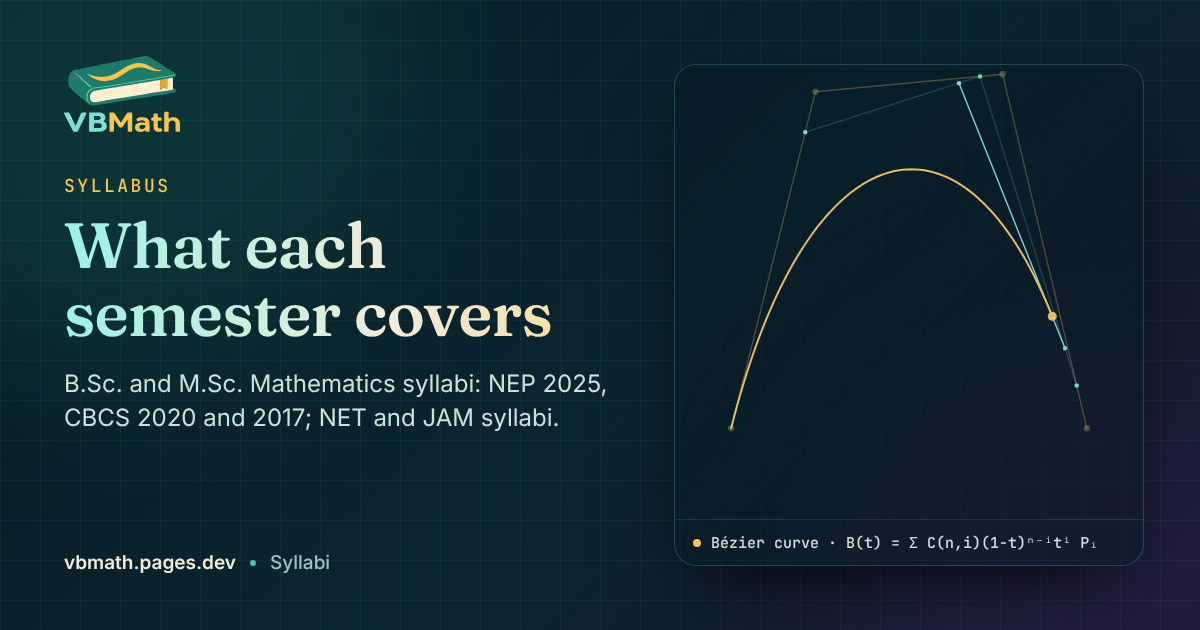 VBMath
SYLLABUS
What each
semester covers
B.Sc. and M.Sc. Mathematics syllabi: NEP 2025,
CBCS 2020 and 2017; NET and JAM syllabi.
vbmath.pages.dev • Syllabi
Bézier curve · B(t) = Σ C(n,i)(1-t)ⁿ⁻ⁱtⁱ Pᵢ